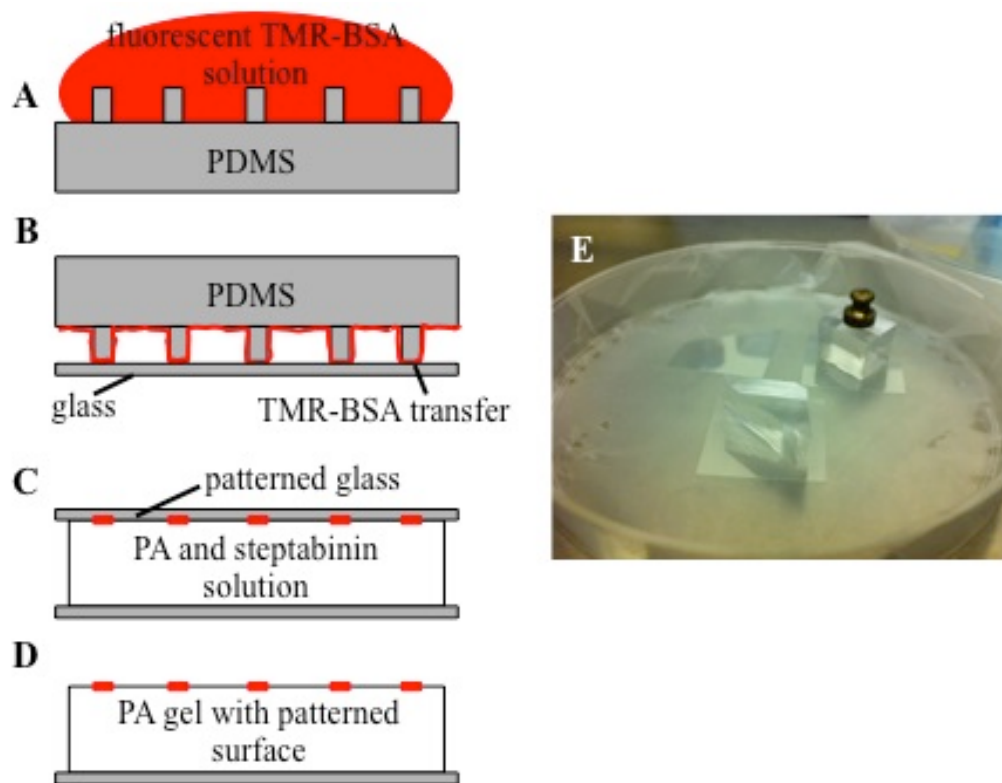 A
fluorescent TMR-BSA
solution
PDMS
B
PDMS
glass
TMR-BSA transfer
C
patterned glass
PA and steptabinin
solution
D
PA gel with patterned
surface
E